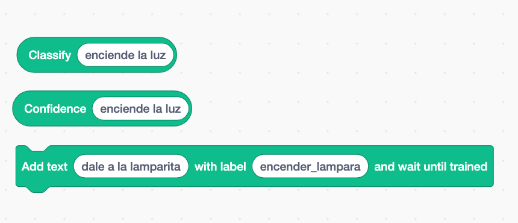 Classify enciende la luz
Confidence enciende la luz
Add text dale a la lamparita with label encender_lampara and wait until trained